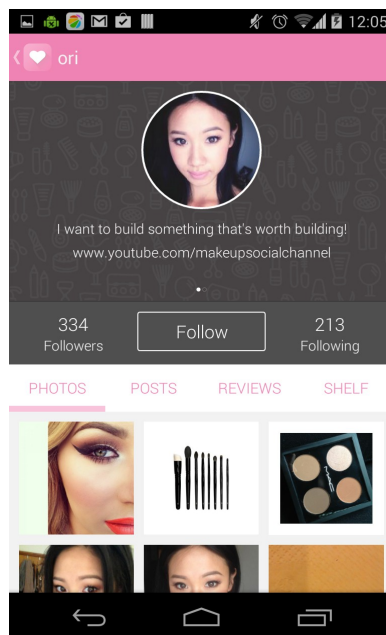 12:05
ori
I want to build something that's worth building!
www.youtube.com/makeupsocialchannel
334
Followers
Follow
213
Following
PHOTOS
POSTS
REVIEWS
SHELF
MAC